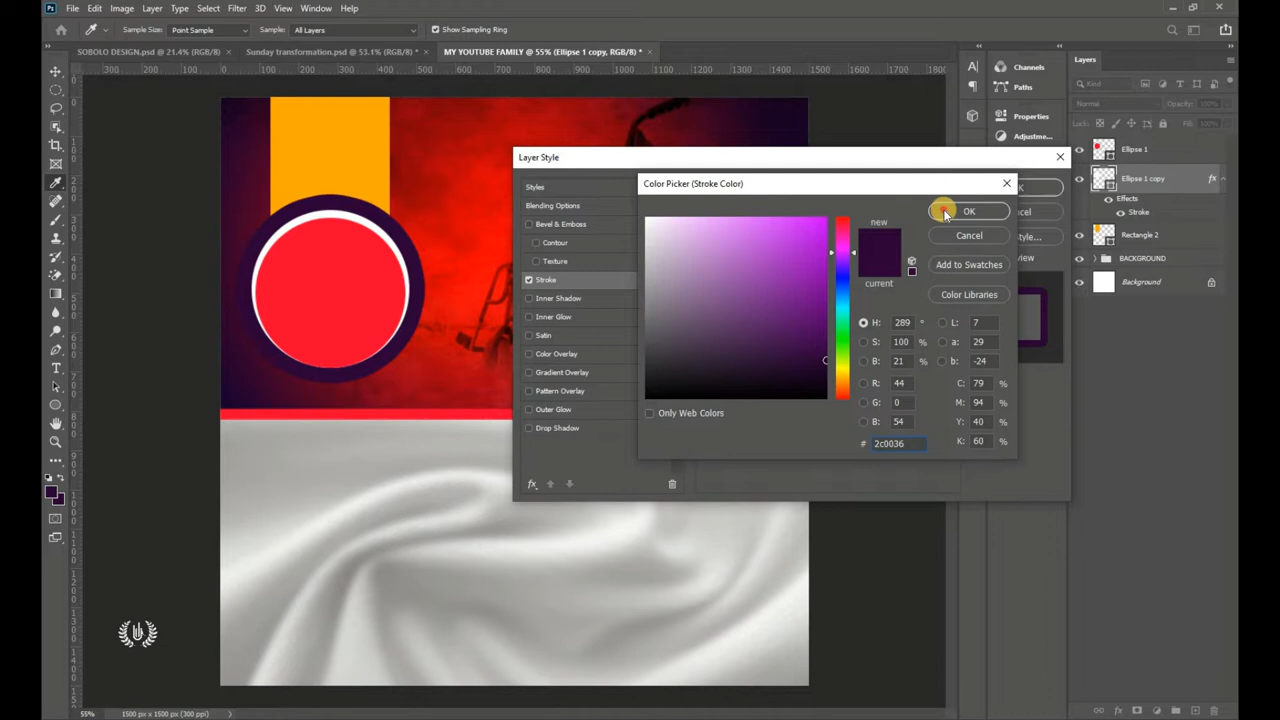 Ps File Edit Image Layer Type Select Filter 3D View Window Help
Sample Size: Point Sample Sample: All Layers Show Sampling Ring
SOBOLO DESIGN.psd @ 21.4% (RGB/8) × Sunday transformation.psd @ 53.1% (RGB/8) * × MY YOUTUBE FAMILY @ 55% (Ellipse 1 copy, RGB/8) * ×
Layer Style
Styles
Blending Options
Bevel & Emboss
Contour
Texture
Stroke
Inner Shadow
Inner Glow
Satin
Color Overlay
Gradient Overlay
Pattern Overlay
Outer Glow
Drop Shadow
Color Picker (Stroke Color)
new
current
OK
Cancel
Add to Swatches
Color Libraries
H: 289 °
S: 100 %
B: 21 %
R: 44
G: 0
B: 54
L: 7
a: 29
b: -24
C: 79 %
M: 94 %
Y: 40 %
K: 60 %
# 2c0036
Only Web Colors
Channels
Paths
Properties
Adjustme...
Layers
Kind
Normal Opacity: 100%
Lock: Fill: 100%
Ellipse 1
Ellipse 1 copy fx
Effects
Stroke
Rectangle 2
BACKGROUND
Background
55% 1500 px x 1500 px (300 ppi)